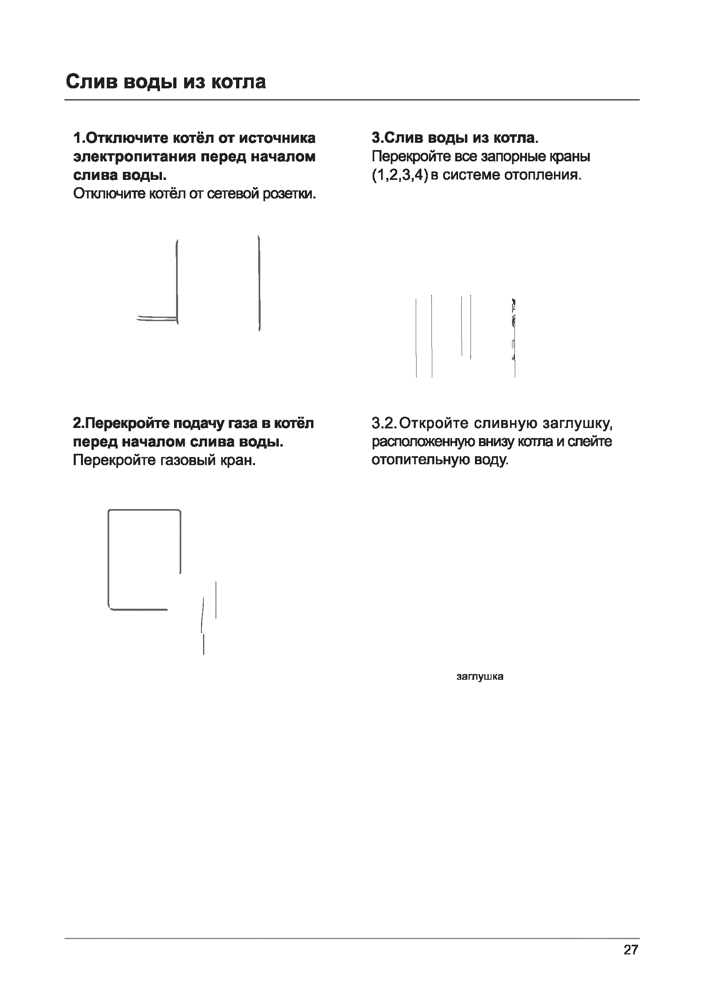 Слив воды из котла
1.Отключите котёл от источника
электропитания перед началом
слива воды.
Отключите котёл от сетевой розетки.
2.Перекройте подачу газа в котёл
перед началом слива воды.
Перекройте газовый кран.
3.Слив воды из котла.
Перекройте все запорные краны
(1,2,3,4) в системе отопления.
3.2. Откройте сливную заглушку,
расположенную внизу котла и слейте
отопительную воду.
заглушка
27